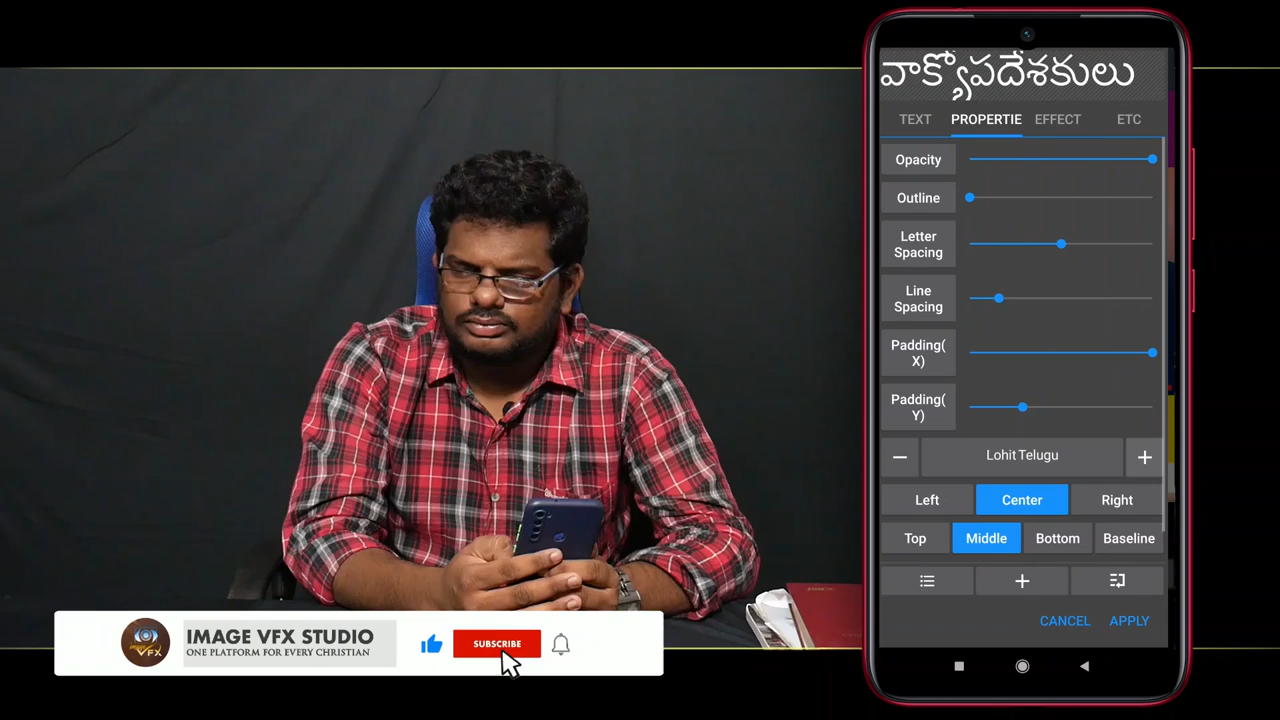 వాక్యోపదేశకులు
TEXT PROPERTIE EFFECT ETC
Opacity
Outline
Letter
Spacing
Line
Spacing
Padding(
X)
Padding(
Y)
− Lohit Telugu +
Left Center Right
Top Middle Bottom Baseline
CANCEL APPLY
IMAGE VFX STUDIO
ONE PLATFORM FOR EVERY CHRISTIAN
SUBSCRIBE
VFX